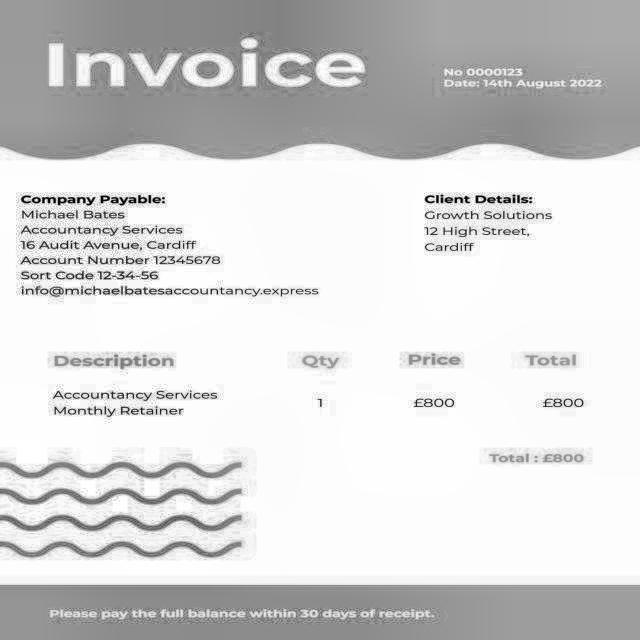 Invoice
No 0000123
Date: 14th August 2022
Company Payable:
Michael Bates
Accountancy Services
16 Audit Avenue, Cardiff
Account Number 12345678
Sort Code 12-34-56
info@michaelbatesaccountancy.express
Client Details:
Growth Solutions
12 High Street,
Cardiff
Description Qty Price Total
Accountancy Services
Monthly Retainer 1 £800 £800
Total : £800
Please pay the full balance within 30 days of receipt.